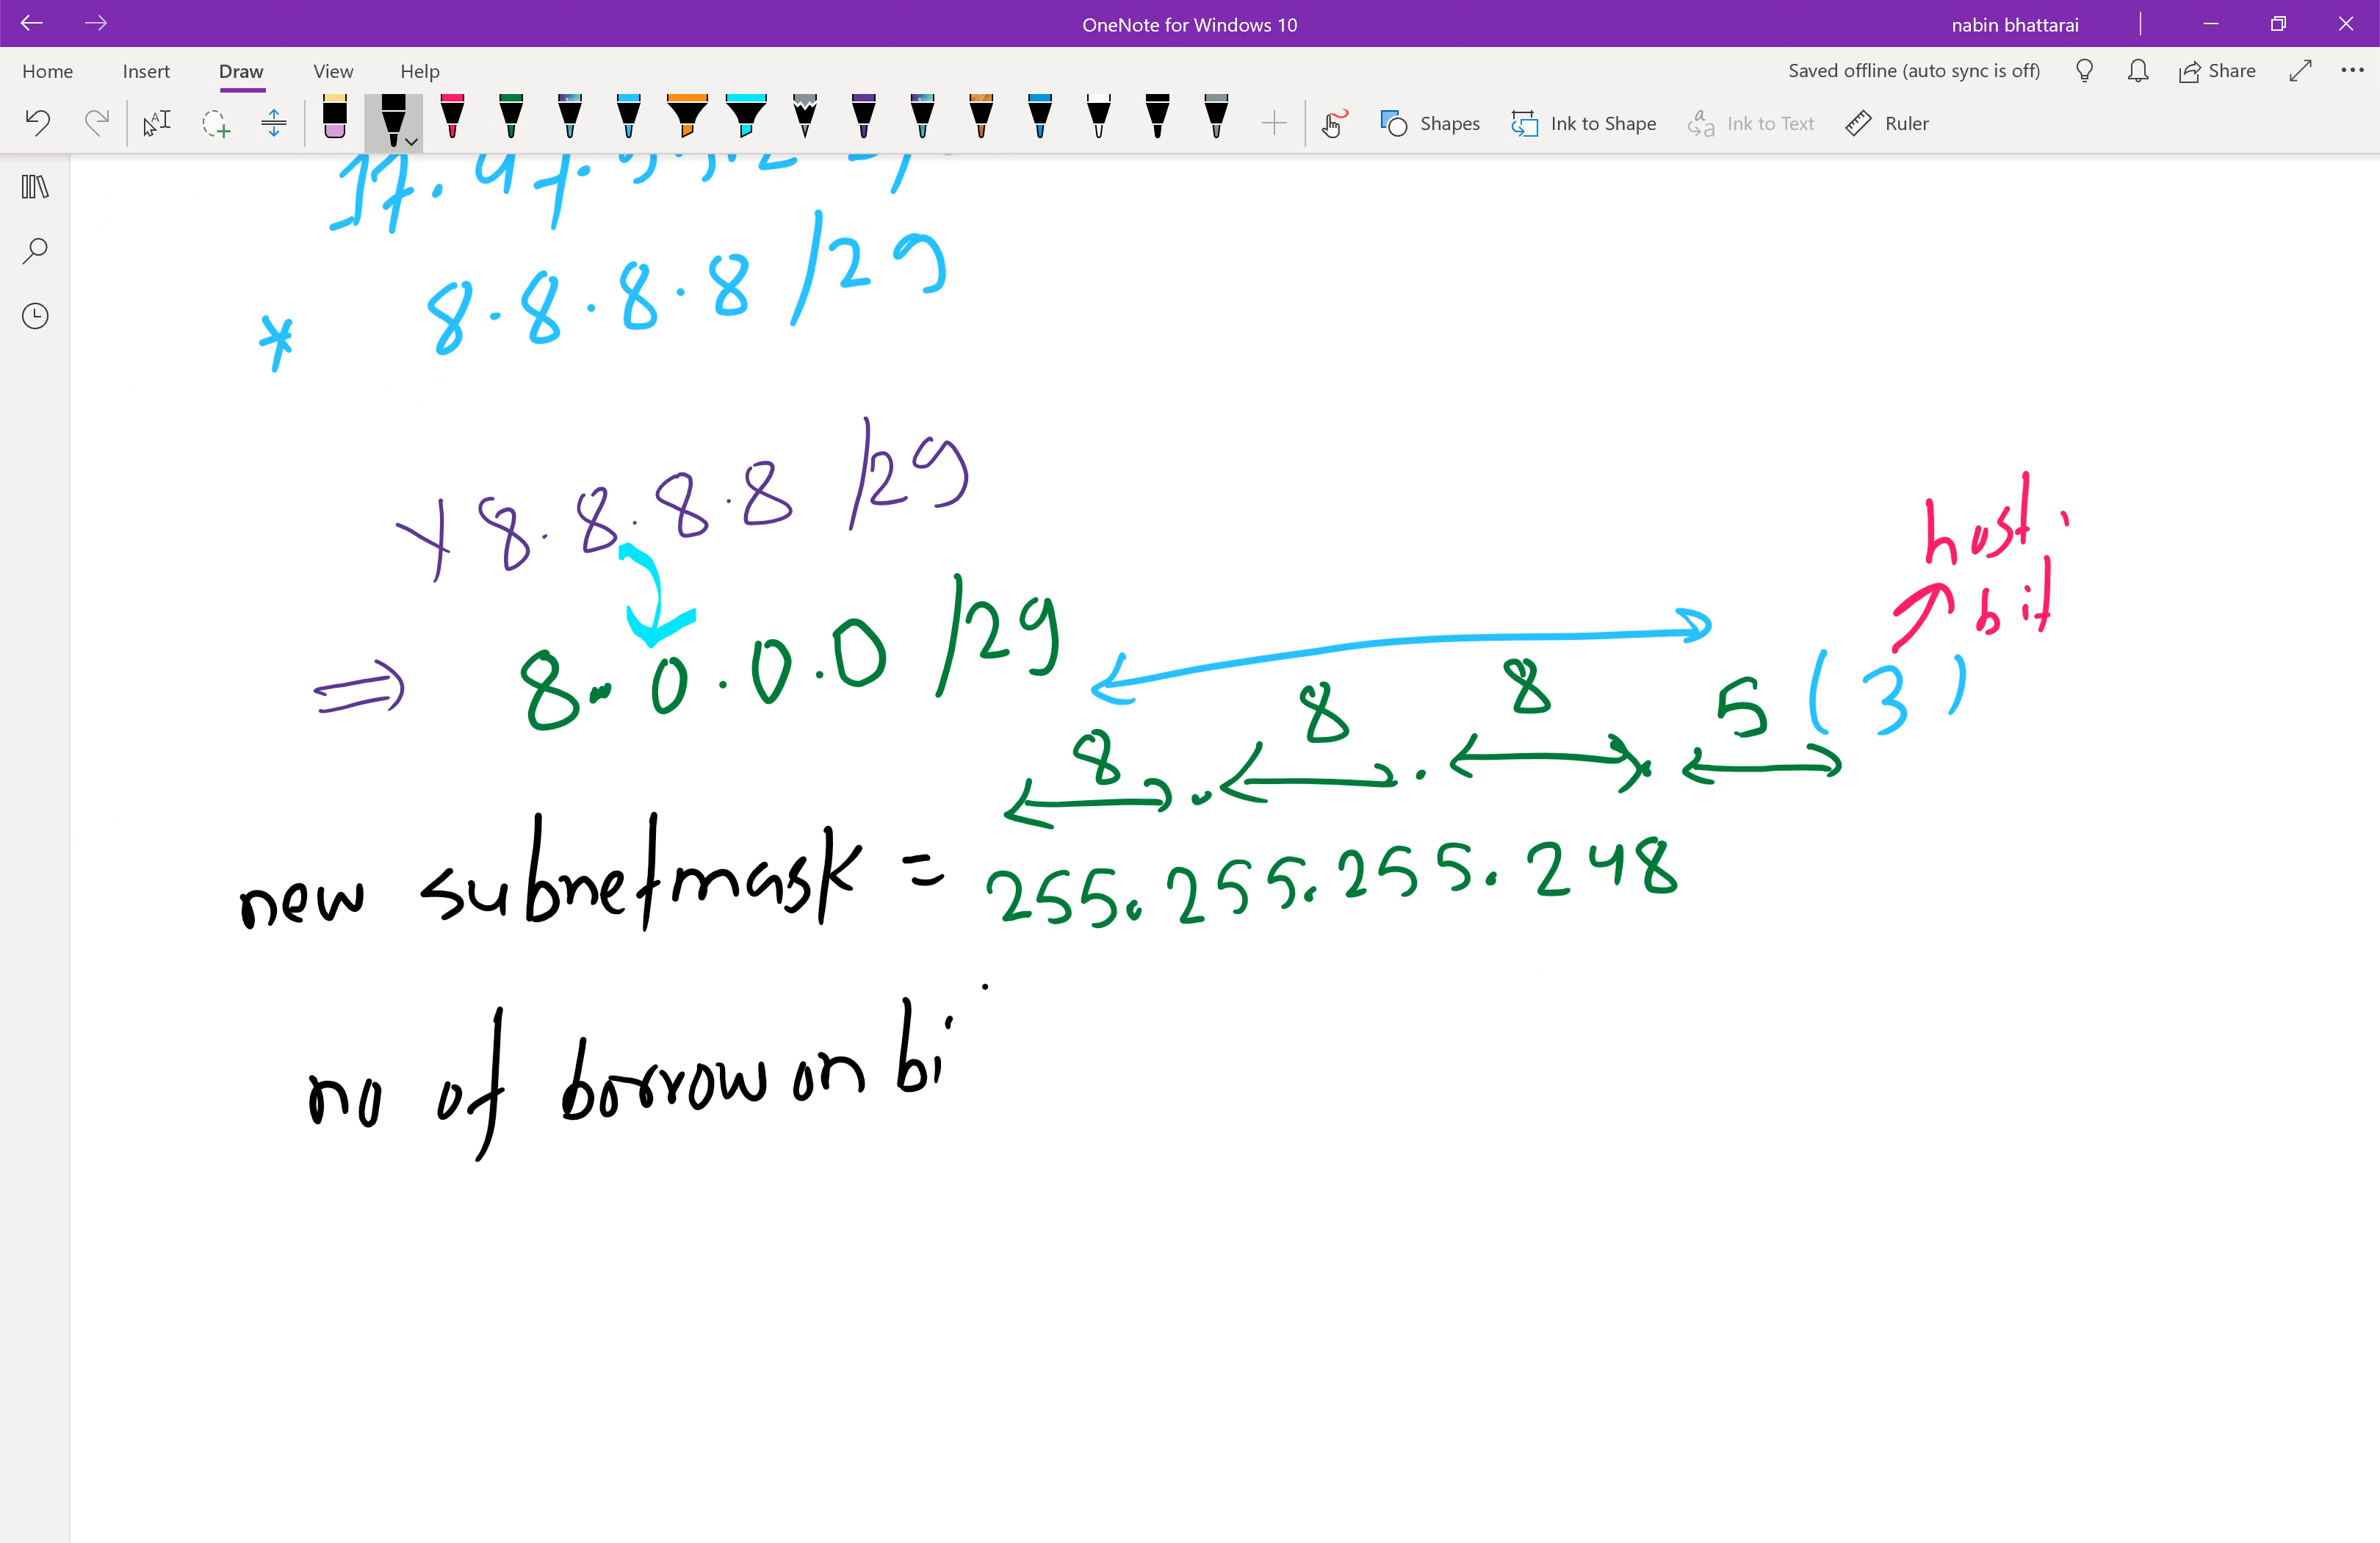 OneNote for Windows 10
nabin bhattarai
Home Insert Draw View Help
Saved offline (auto sync is off) Share
Shapes Ink to Shape Ink to Text Ruler
* 8.8.8.8 /29
8.8.8.8 /29
host
bit
⇒ 8.0.0.0 /29
8 8 8 5 (3)
new subnetmask = 255.255.255.248
no of borrow on bi